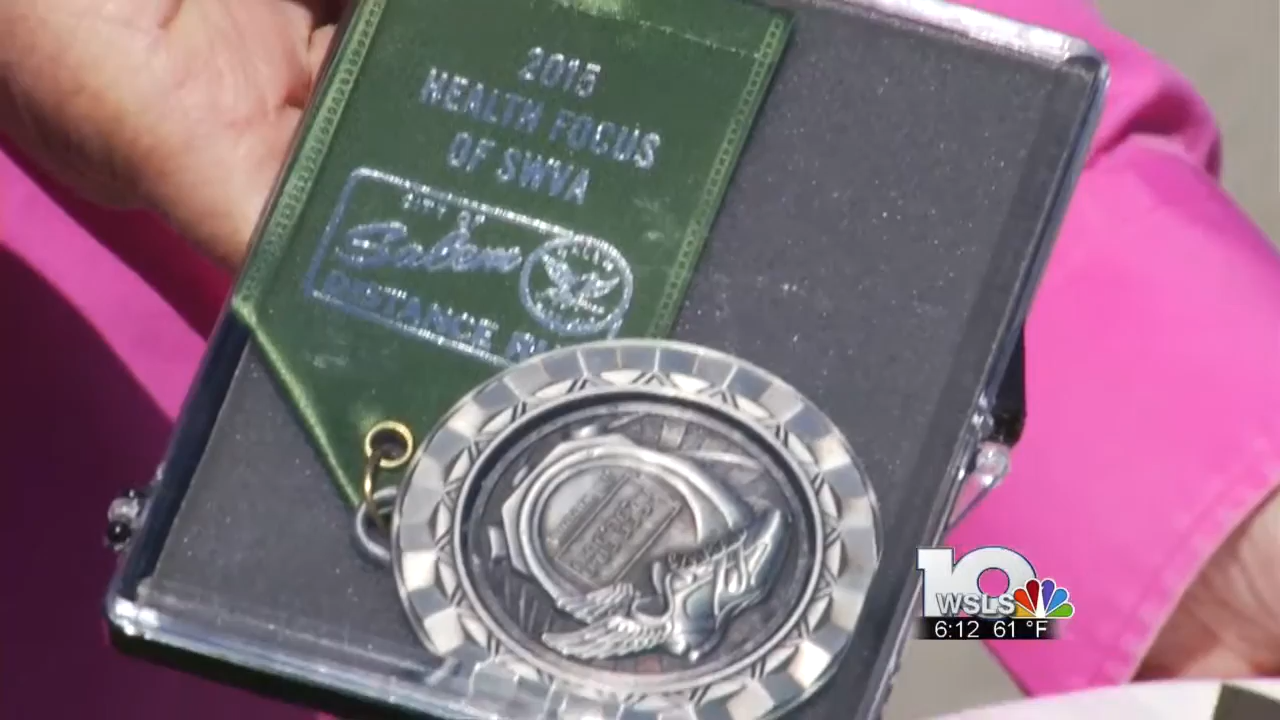 2015
HEALTH FOCUS
OF SWVA
CITY OF
Salem
DISTANCE
10
WSLS
6:12 61 °F